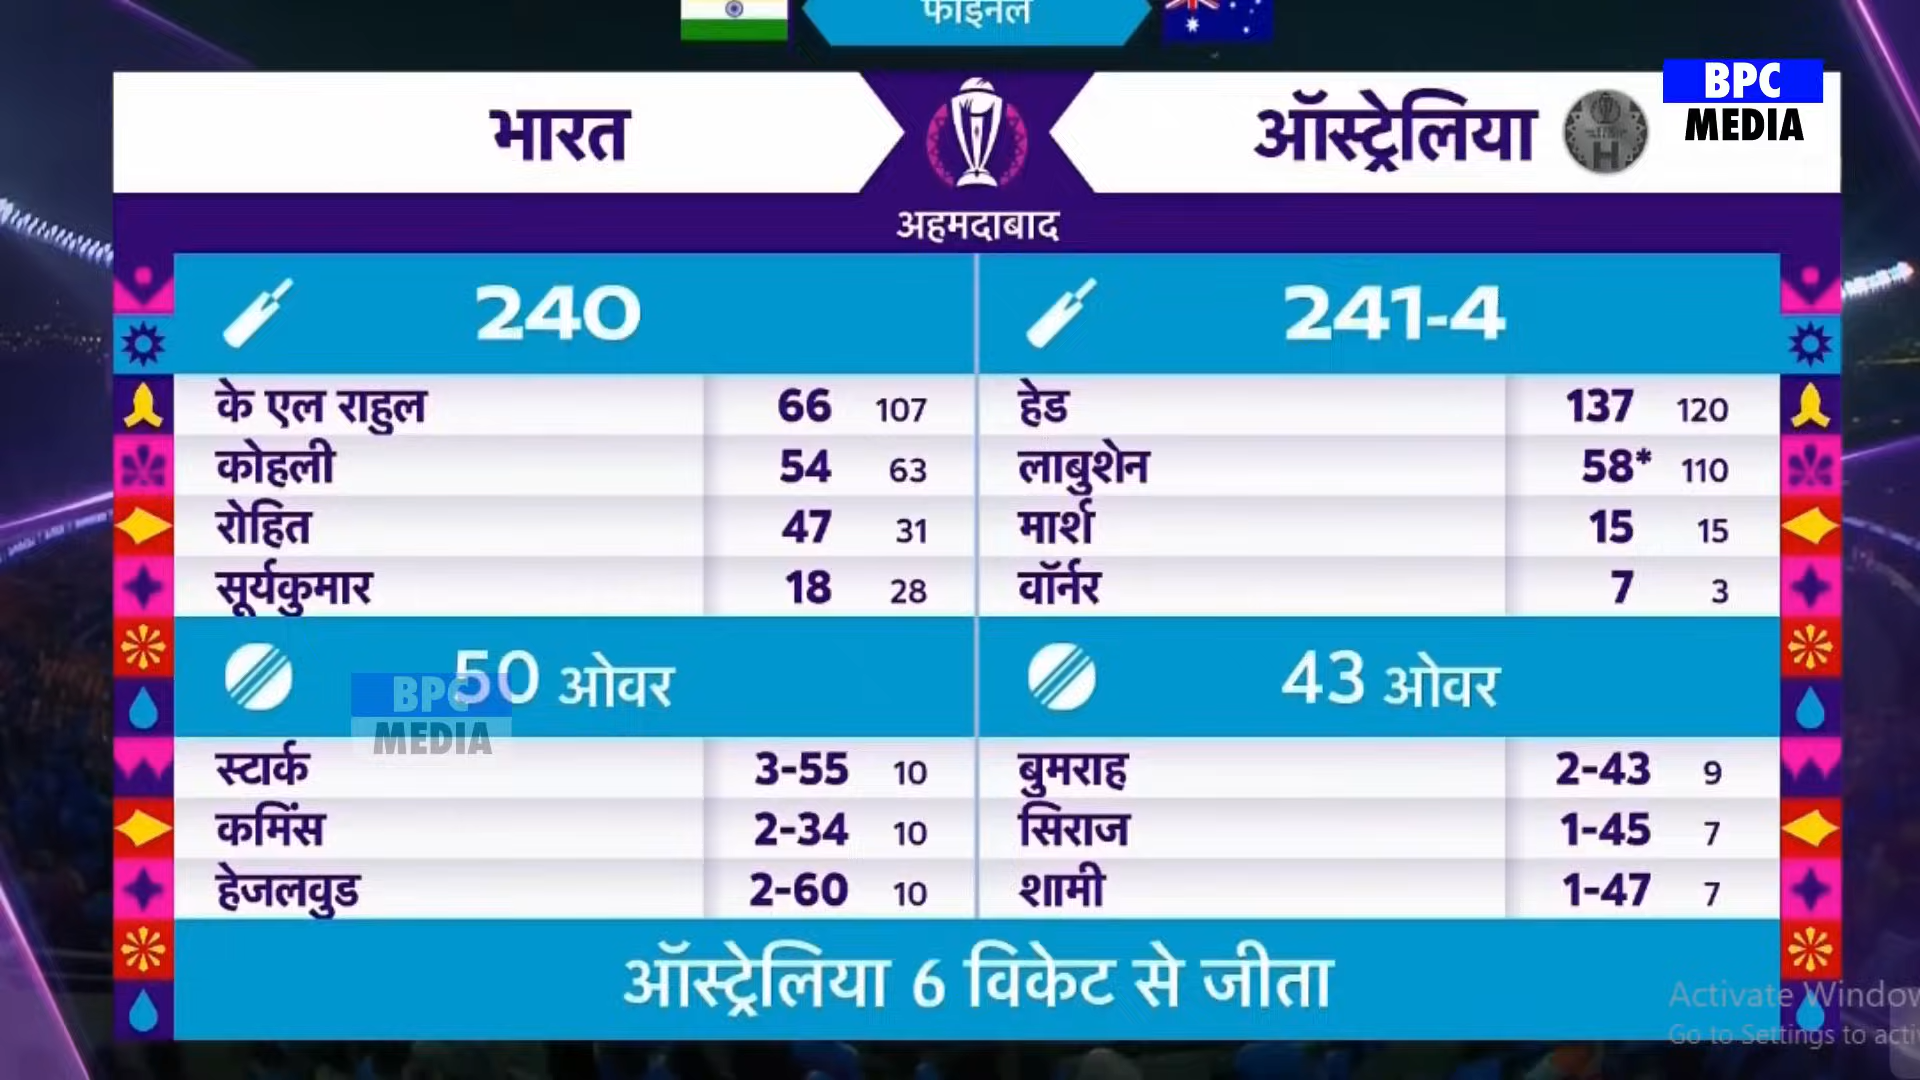 फाइनल
BPC
MEDIA
भारत
ऑस्ट्रेलिया
H
अहमदाबाद
240
241-4
के एल राहुल 66 107
हेड 137 120
कोहली 54 63
लाबुशेन 58* 110
रोहित 47 31
मार्श 15 15
सूर्यकुमार 18 28
वॉर्नर 7 3
50 ओवर
43 ओवर
BPC
MEDIA
स्टार्क 3-55 10
बुमराह 2-43 9
कमिंस 2-34 10
सिराज 1-45 7
हेजलवुड 2-60 10
शामी 1-47 7
ऑस्ट्रेलिया 6 विकेट से जीता
Activate Window
Go to Settings to acti